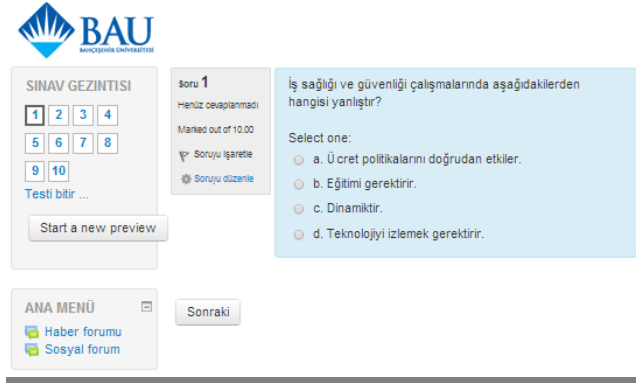 BAU
BAHÇEŞEHİR ÜNİVERSİTESİ
SINAV GEZINTISI
1 2 3 4
5 6 7 8
9 10
Testi bitir ...
Start a new preview
Soru 1
Henüz cevaplanmadı
Marked out of 10,00
Soruyu işaretle
Soruyu düzenle
İş sağlığı ve güvenliği çalışmalarında aşağıdakilerden
hangisi yanlıştır?
Select one:
a. Ücret politikalarını doğrudan etkiler.
b. Eğitimi gerektirir.
c. Dinamiktir.
d. Teknolojiyi izlemek gerektirir.
ANA MENÜ
Haber forumu
Sosyal forum
Sonraki